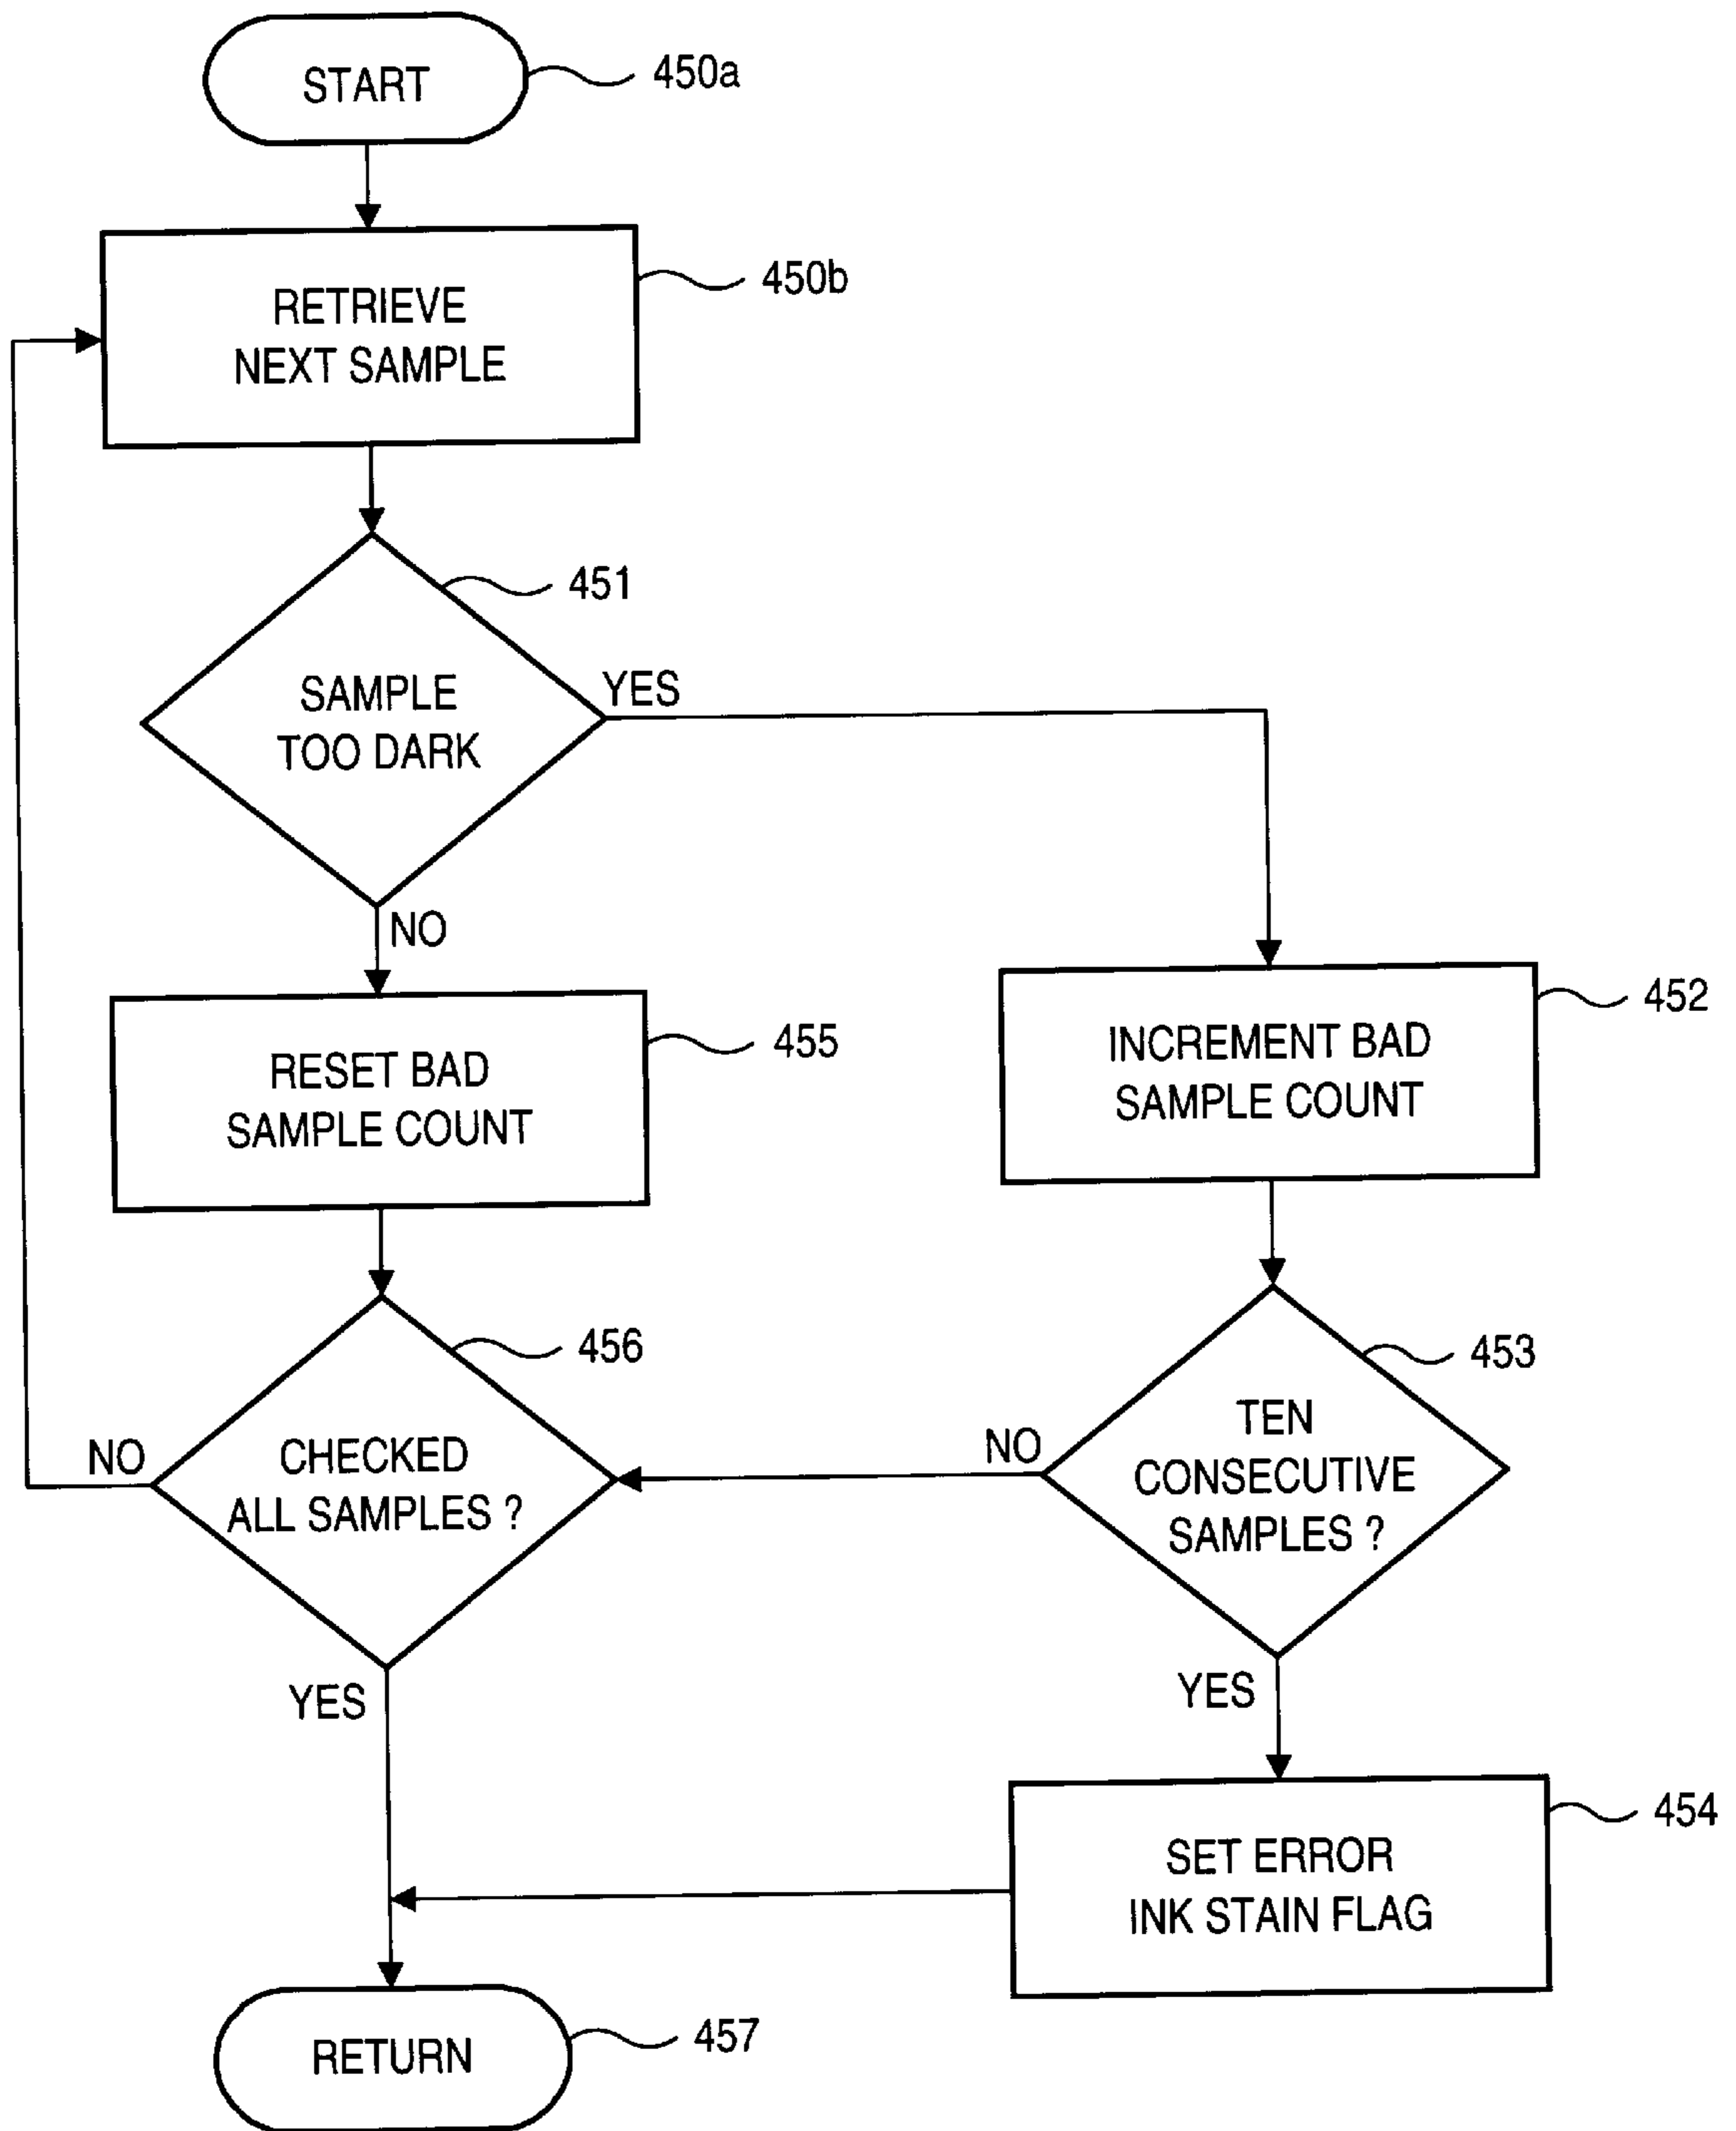 START
450a
RETRIEVE
NEXT SAMPLE
450b
451
SAMPLE
TOO DARK
YES
NO
RESET BAD
SAMPLE COUNT
455
INCREMENT BAD
SAMPLE COUNT
452
456
CHECKED
ALL SAMPLES ?
NO
YES
453
TEN
CONSECUTIVE
SAMPLES ?
NO
YES
SET ERROR
INK STAIN FLAG
454
RETURN
457